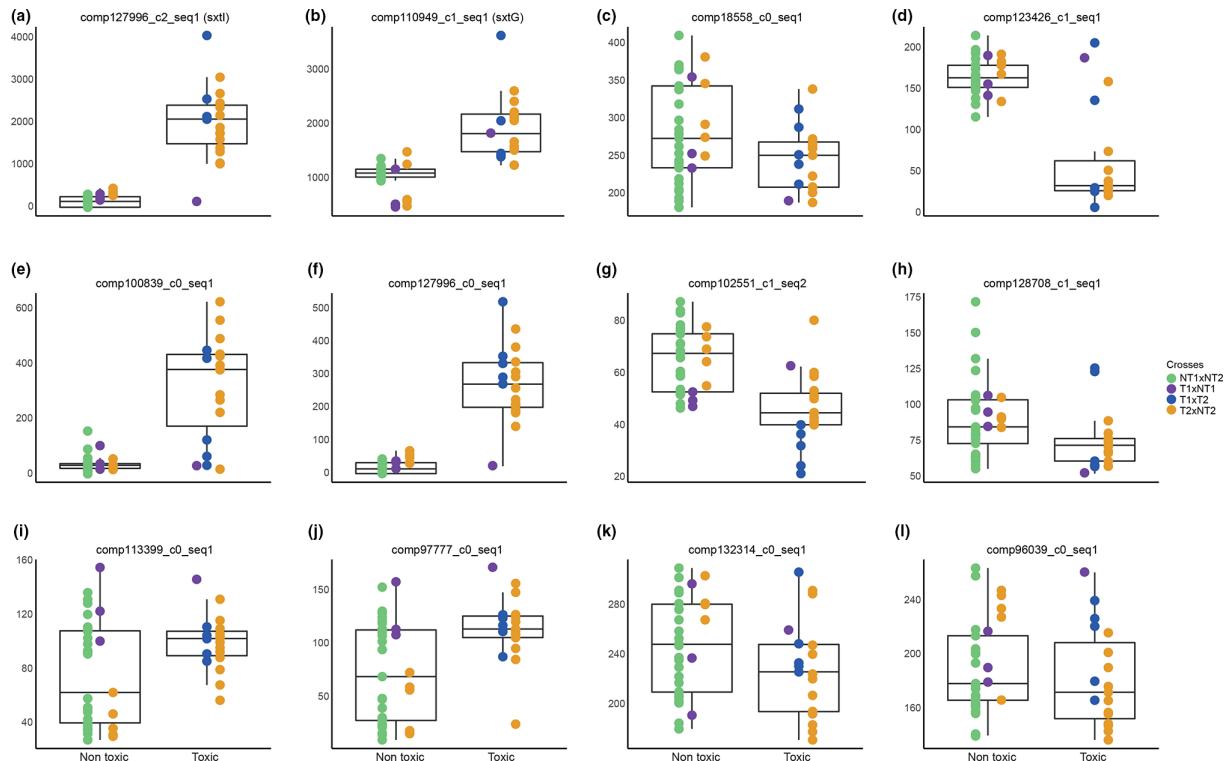 (a) comp127996_c2_seq1 (sxtI)
4000
3000
2000
1000
0
(b) comp110949_c1_seq1 (sxtG)
3000
2000
1000
(c) comp18558_c0_seq1
400
350
300
250
200
(d) comp123426_c1_seq1
200
150
100
50
0
(e) comp100839_c0_seq1
600
400
200
0
(f) comp127996_c0_seq1
500
400
300
200
100
0
(g) comp102551_c1_seq2
100
80
60
40
20
(h) comp128708_c1_seq1
175
150
125
100
75
50
Crosses
NT1xNT2
T1xNT1
T1xT2
T2xNT2
(i) comp113399_c0_seq1
160
120
80
40
Non toxic Toxic
(j) comp97777_c0_seq1
150
100
50
0
Non toxic Toxic
(k) comp132314_c0_seq1
280
240
200
Non toxic Toxic
(l) comp96039_c0_seq1
240
200
160
Non toxic Toxic